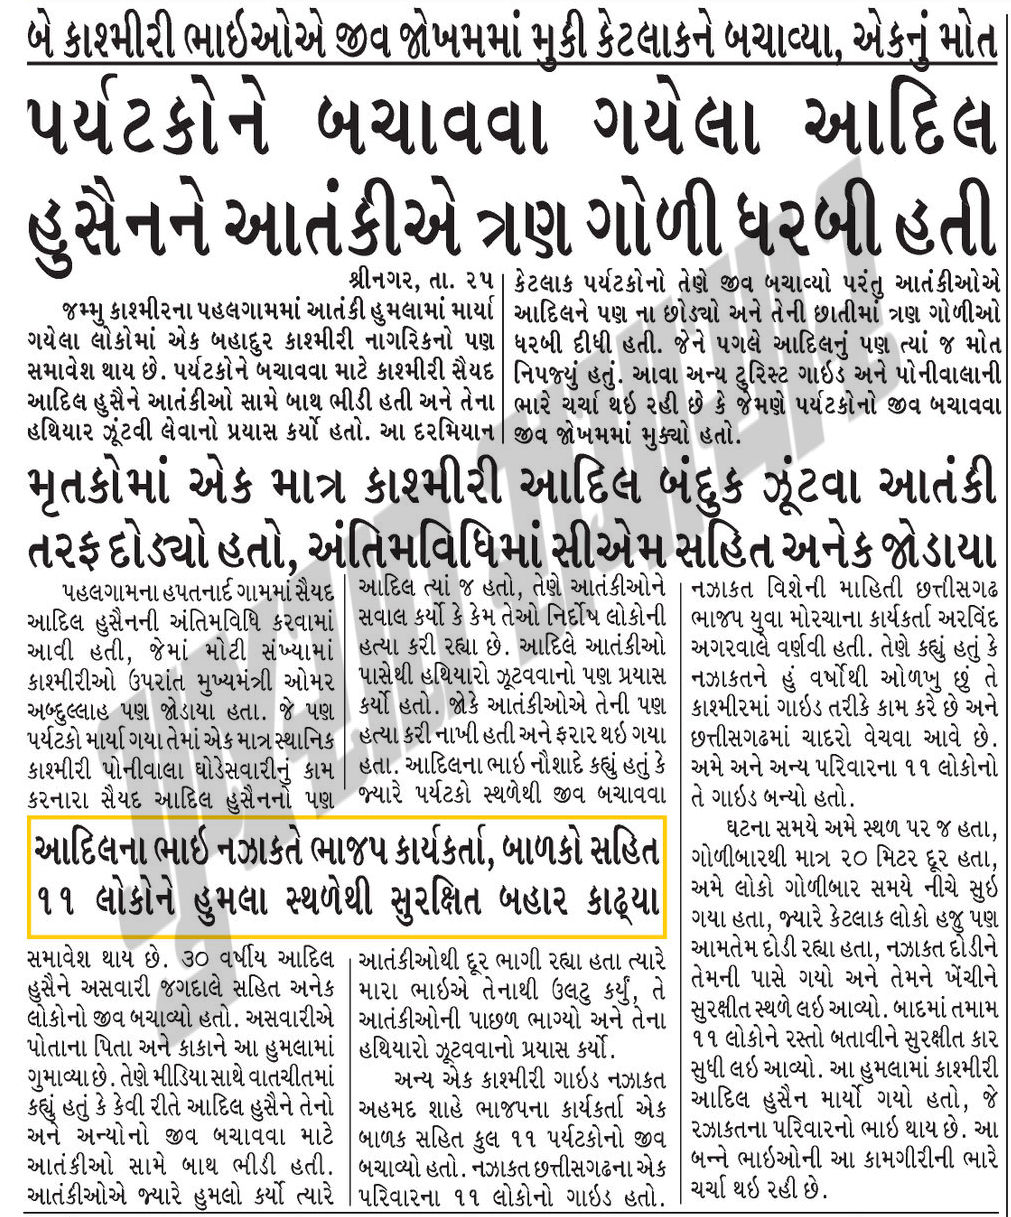 બે કાશ્મીરી ભાઇઓએ જીવ જોખમમાં મુકી કેટલાકને બચાવ્યા, એકનું મોત
પર્યટકોને બચાવવા ગયેલા આદિલ
હુસૈનને આતંકીએ ત્રણ ગોળી ધરબી હતી
શ્રીનગર, તા. ૨૫
જમ્મુ કાશ્મીરના પહલગામમાં આતંકી હુમલામાં માર્યા
ગયેલા લોકોમાં એક બહાદુર કાશ્મીરી નાગરિકનો પણ
સમાવેશ થાય છે. પર્યટકોને બચાવવા માટે કાશ્મીરી સૈયદ
આદિલ હુસૈને આતંકીઓ સામે બાથ ભીડી હતી અને તેના
હથિયાર ઝૂંટવી લેવાનો પ્રયાસ કર્યો હતો. આ દરમિયાન
કેટલાક પર્યટકોનો તેણે જીવ બચાવ્યો પરંતુ આતંકીઓએ
આદિલને પણ ના છોડ્યો અને તેની છાતીમાં ત્રણ ગોળીઓ
ધરબી દીધી હતી. જેને પગલે આદિલનું પણ ત્યાં જ મોત
નિપજ્યું હતું. આવા અન્ય ટુરિસ્ટ ગાઇડ અને પોનીવાલાની
ભારે ચર્ચા થઇ રહી છે કે જેમણે પર્યટકોનો જીવ બચાવવા
જીવ જોખમમાં મુક્યો હતો.
મૃતકોમાં એક માત્ર કાશ્મીરી આદિલ બંદુક ઝૂંટવા આતંકી
તરફ દોડ્યો હતો, અંતિમવિધિમાં સીએમ સહિત અનેક જોડાયા
પહલગામના હપતનાર્દ ગામમાં સૈયદ
આદિલ હુસૈનની અંતિમવિધિ કરવામાં
આવી હતી, જેમાં મોટી સંખ્યામાં
કાશ્મીરીઓ ઉપરાંત મુખ્યમંત્રી ઓમર
અબ્દુલ્લાહ પણ જોડાયા હતા. જે પણ
પર્યટકો માર્યા ગયા તેમાં એક માત્ર સ્થાનિક
કાશ્મીરી પોનીવાલા ઘોડેસવારીનું કામ
કરનારા સૈયદ આદિલ હુસૈનનો પણ
આદિલ ત્યાં જ હતો, તેણે આતંકીઓને
સવાલ કર્યો કે કેમ તેઓ નિર્દોષ લોકોની
હત્યા કરી રહ્યા છે. આદિલે આતંકીઓ
પાસેથી હથિયારો ઝૂટવવાનો પણ પ્રયાસ
કર્યો હતો. જોકે આતંકીઓએ તેની પણ
હત્યા કરી નાખી હતી અને ફરાર થઇ ગયા
હતા. આદિલના ભાઇ નૌશાદે કહ્યું હતું કે
જ્યારે પર્યટકો સ્થળેથી જીવ બચાવવા
આદિલના ભાઇ નઝાકતે ભાજપ કાર્યકર્તા, બાળકો સહિત
૧૧ લોકોને હુમલા સ્થળેથી સુરક્ષિત બહાર કાઢ્યા
સમાવેશ થાય છે. ૩૦ વર્ષીય આદિલ
હુસૈને અસવારી જગદાલે સહિત અનેક
લોકોનો જીવ બચાવ્યો હતો. અસવારીએ
પોતાના પિતા અને કાકાને આ હુમલામાં
ગુમાવ્યા છે. તેણે મીડિયા સાથે વાતચીતમાં
કહ્યું હતું કે કેવી રીતે આદિલ હુસૈને તેનો
અને અન્યોનો જીવ બચાવવા માટે
આતંકીઓ સામે બાથ ભીડી હતી.
આતંકીઓએ જ્યારે હુમલો કર્યો ત્યારે
આતંકીઓથી દૂર ભાગી રહ્યા હતા ત્યારે
મારા ભાઇએ તેનાથી ઉલટુ કર્યું, તે
આતંકીઓની પાછળ ભાગ્યો અને તેના
હથિયારો ઝૂટવવાનો પ્રયાસ કર્યો.
અન્ય એક કાશ્મીરી ગાઇડ નઝાકત
અહમદ શાહે ભાજપના કાર્યકર્તા એક
બાળક સહિત કુલ ૧૧ પર્યટકોનો જીવ
બચાવ્યો હતો. નઝાકત છત્તીસગઢના એક
પરિવારના ૧૧ લોકોનો ગાઇડ હતો.
નઝાકત વિશેની માહિતી છત્તીસગઢ
ભાજપ યુવા મોરચાના કાર્યકર્તા અરવિંદ
અગરવાલે વર્ણવી હતી. તેણે કહ્યું હતું કે
નઝાકતને હું વર્ષોથી ઓળખુ છું તે
કાશ્મીરમાં ગાઇડ તરીકે કામ કરે છે અને
છત્તીસગઢમાં ચાદરો વેચવા આવે છે.
અમે અને અન્ય પરિવારના ૧૧ લોકોનો
તે ગાઇડ બન્યો હતો.
ઘટના સમયે અમે સ્થળ પર જ હતા,
ગોળીબારથી માત્ર ૨૦ મિટર દૂર હતા,
અમે લોકો ગોળીબાર સમયે નીચે સુઇ
ગયા હતા, જ્યારે કેટલાક લોકો હજુ પણ
આમતેમ દોડી રહ્યા હતા, નઝાકત દોડીને
તેમની પાસે ગયો અને તેમને ખેંચીને
સુરક્ષીત સ્થળે લઇ આવ્યો. બાદમાં તમામ
૧૧ લોકોને રસ્તો બતાવીને સુરક્ષીત કાર
સુધી લઇ આવ્યો. આ હુમલામાં કાશ્મીરી
આદિલ હુસૈન માર્યો ગયો હતો, જે
રઝાકતના પરિવારનો ભાઇ થાય છે. આ
બન્ને ભાઇઓની આ કામગીરીની ભારે
ચર્ચા થઇ રહી છે.
ગુજરાત સમાચાર